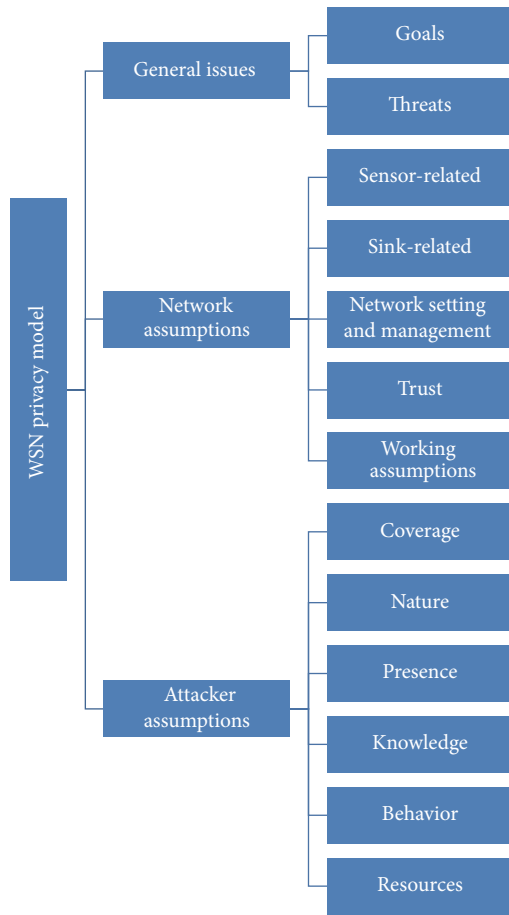 WSN privacy model
General issues
Goals
Threats
Network
assumptions
Sensor-related
Sink-related
Network setting
and management
Trust
Working
assumptions
Attacker
assumptions
Coverage
Nature
Presence
Knowledge
Behavior
Resources